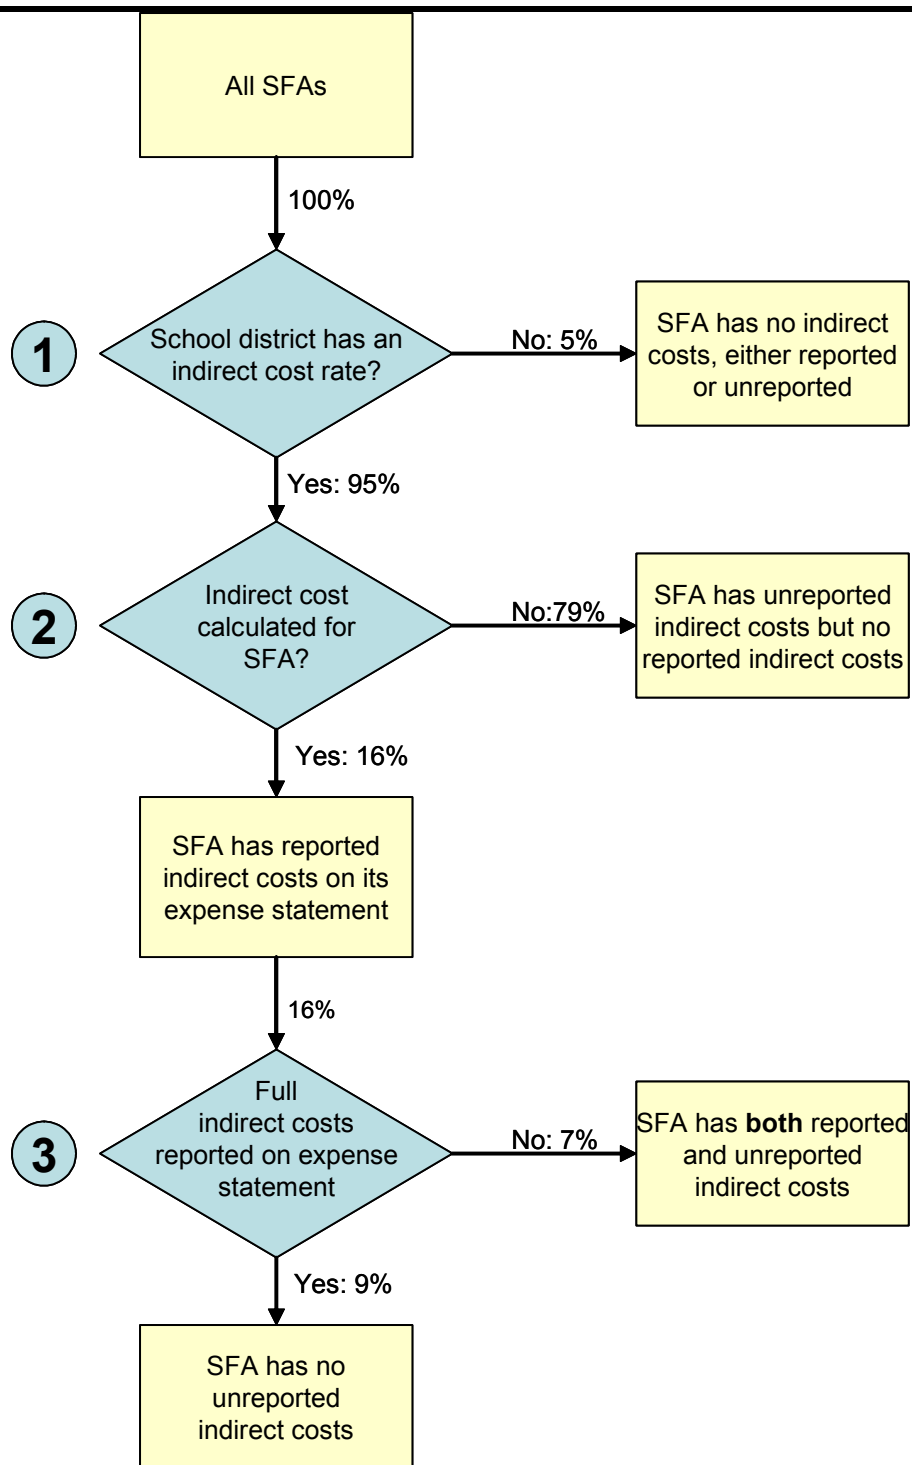 All SFAs
100%
1
School district has an
indirect cost rate?
No: 5%
SFA has no indirect
costs, either reported
or unreported
Yes: 95%
2
Indirect cost
calculated for
SFA?
No:79%
SFA has unreported
indirect costs but no
reported indirect costs
Yes: 16%
SFA has reported
indirect costs on its
expense statement
16%
3
Full
indirect costs
reported on expense
statement
No: 7%
SFA has both reported
and unreported
indirect costs
Yes: 9%
SFA has no
unreported
indirect costs